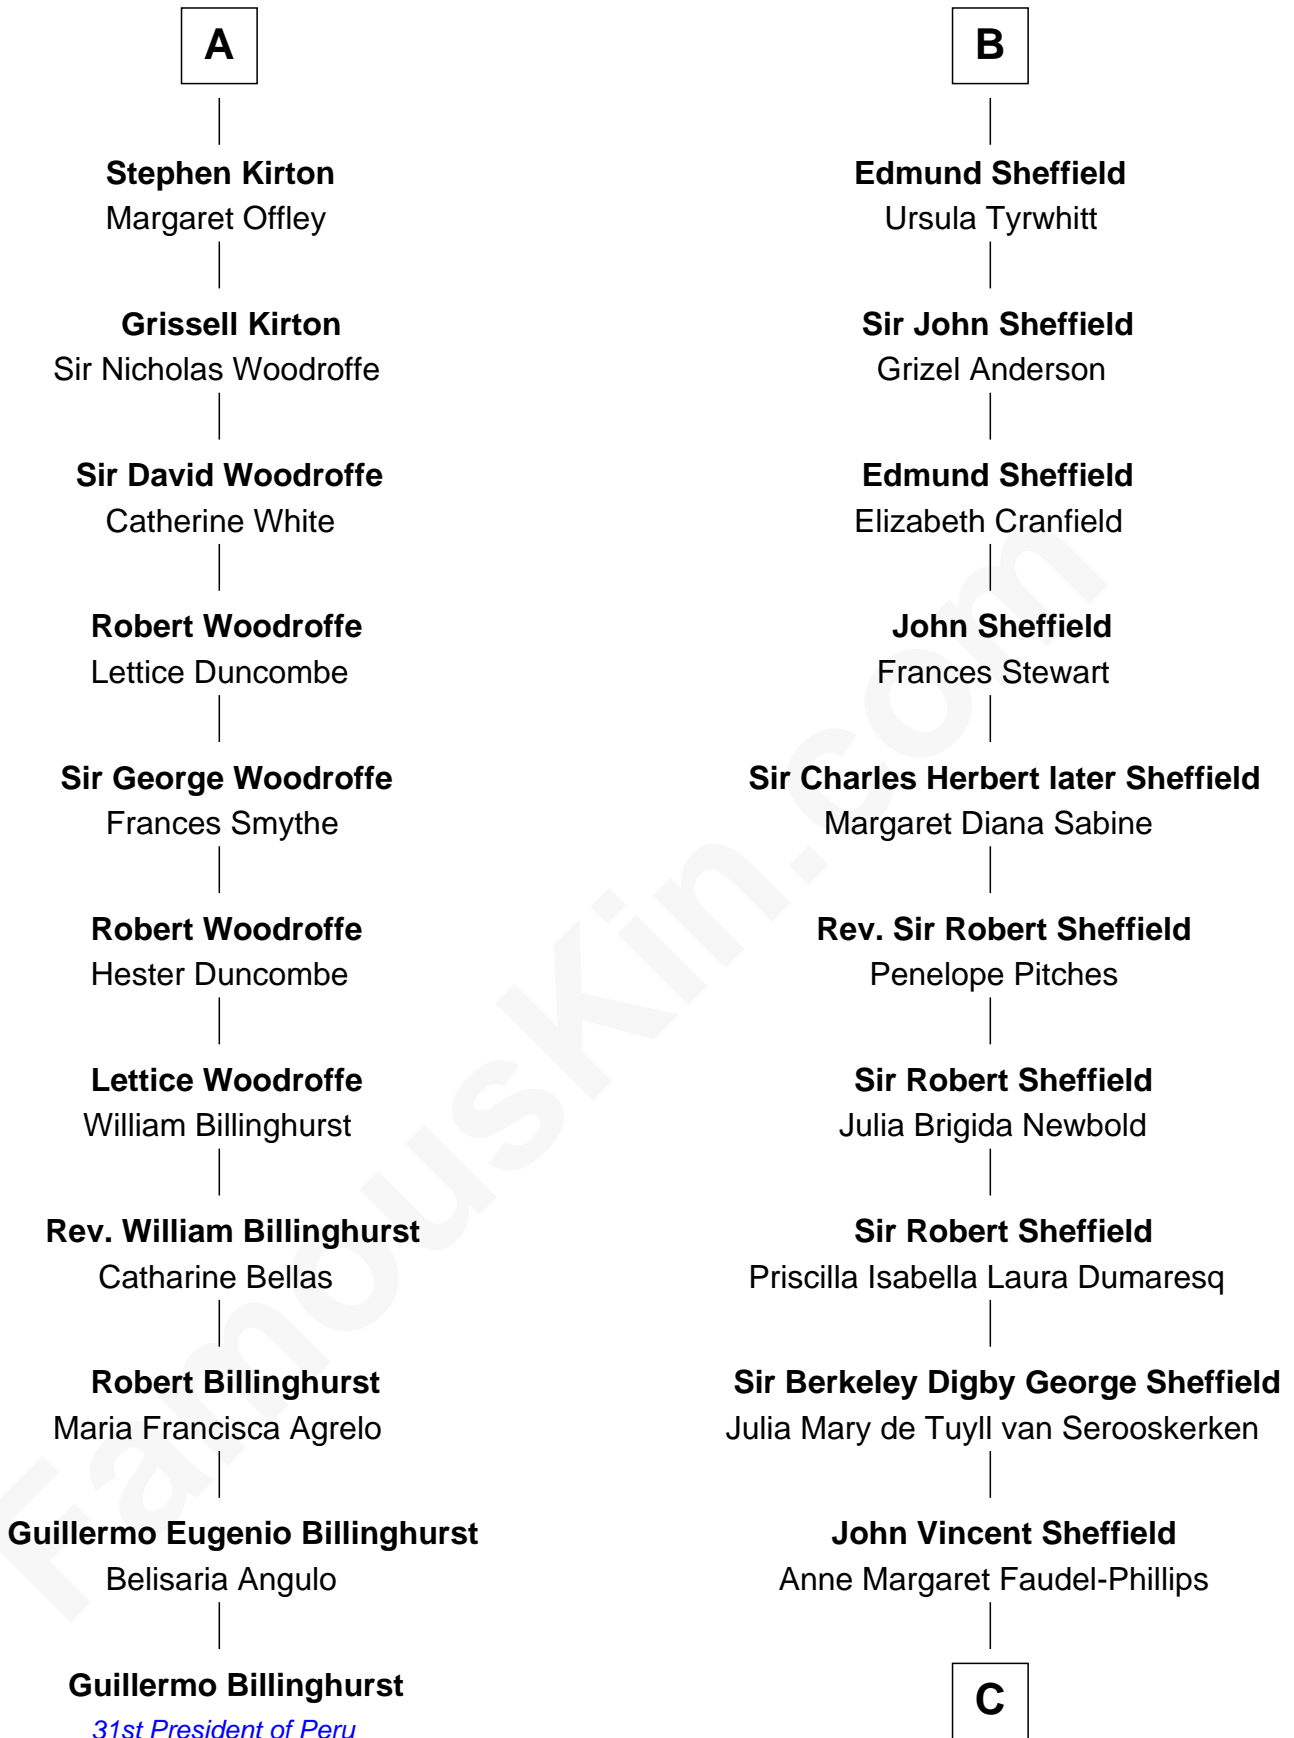 A
Stephen Kirton
Margaret Offley
Grissell Kirton
Sir Nicholas Woodroffe
Sir David Woodroffe
Catherine White
Robert Woodroffe
Lettice Duncombe
Sir George Woodroffe
Frances Smythe
Robert Woodroffe
Hester Duncombe
Lettice Woodroffe
William Billinghurst
Rev. William Billinghurst
Catharine Bellas
Robert Billinghurst
Maria Francisca Agrelo
Guillermo Eugenio Billinghurst
Belisaria Angulo
Guillermo Billinghurst
31st President of Peru
B
Edmund Sheffield
Ursula Tyrwhitt
Sir John Sheffield
Grizel Anderson
Edmund Sheffield
Elizabeth Cranfield
John Sheffield
Frances Stewart
Sir Charles Herbert later Sheffield
Margaret Diana Sabine
Rev. Sir Robert Sheffield
Penelope Pitches
Sir Robert Sheffield
Julia Brigida Newbold
Sir Robert Sheffield
Priscilla Isabella Laura Dumaresq
Sir Berkeley Digby George Sheffield
Julia Mary de Tuyll van Serooskerken
John Vincent Sheffield
Anne Margaret Faudel-Phillips
C
FamousKin.com